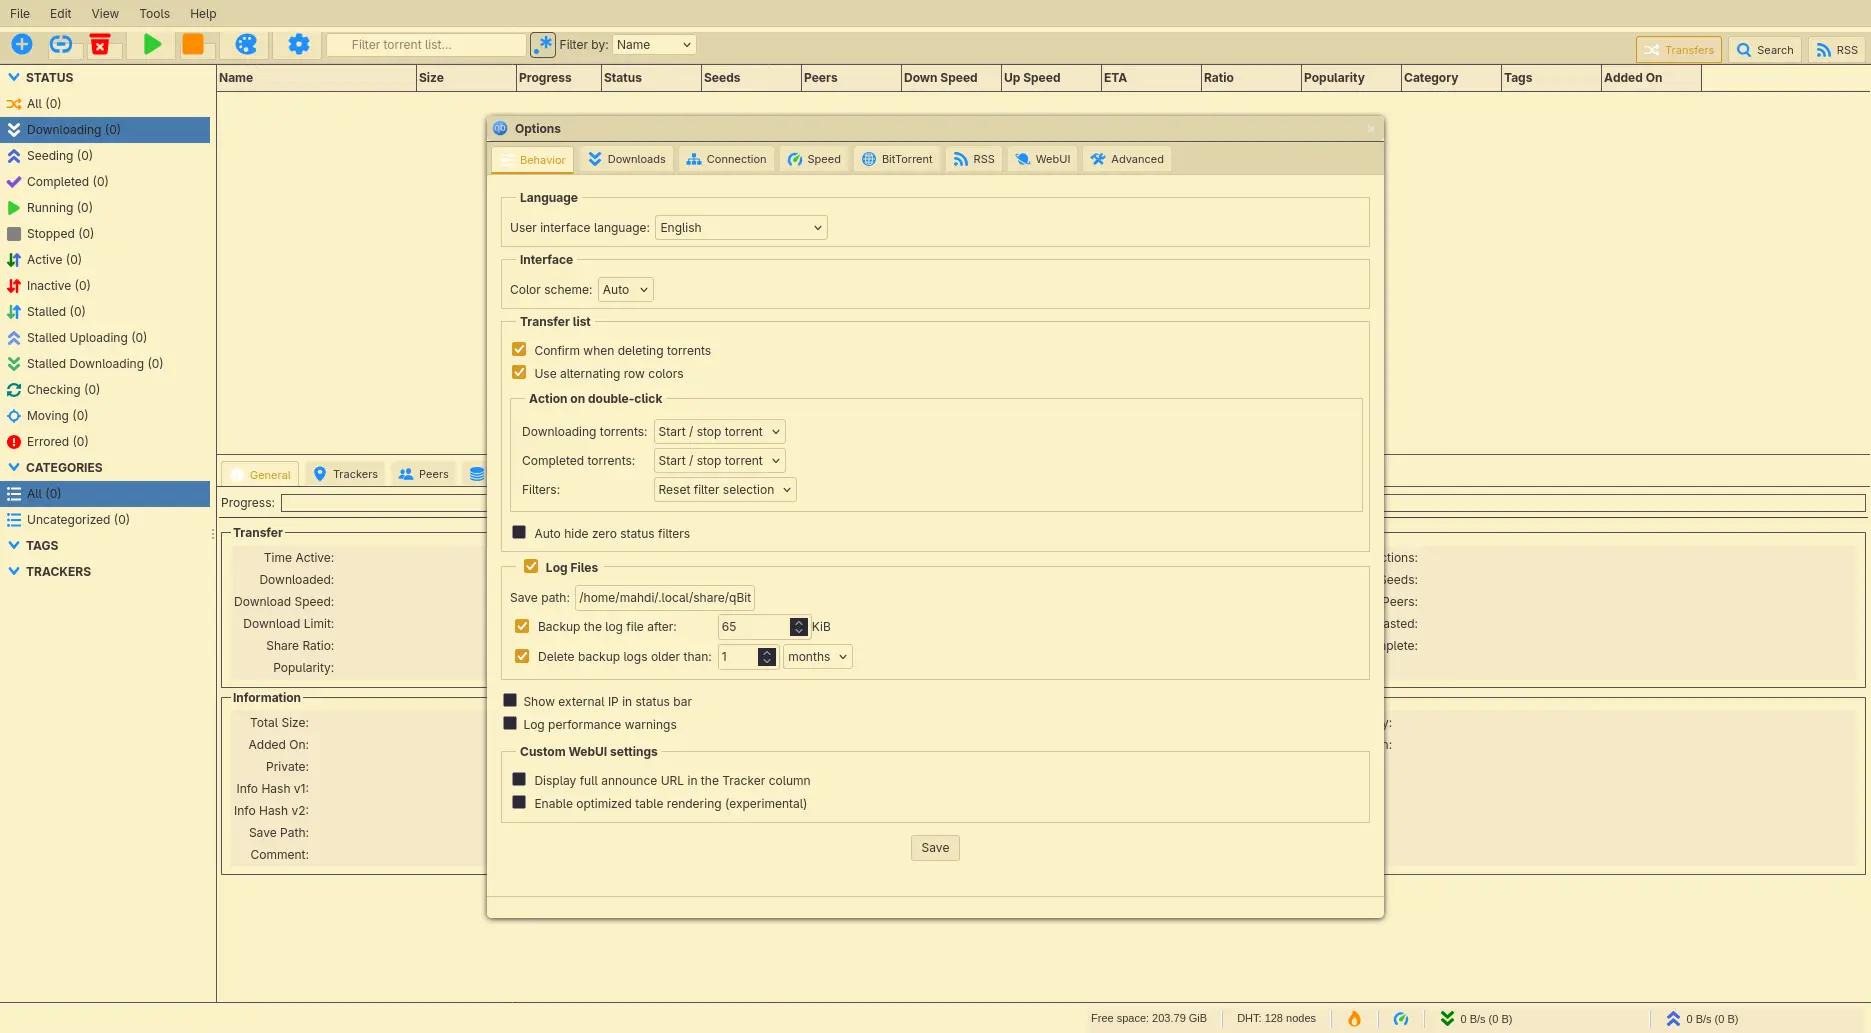 File Edit View Tools Help
Filter torrent list... .* Filter by: Name Transfers Search RSS
STATUS
All (0)
Downloading (0)
Seeding (0)
Completed (0)
Running (0)
Stopped (0)
Active (0)
Inactive (0)
Stalled (0)
Stalled Uploading (0)
Stalled Downloading (0)
Checking (0)
Moving (0)
Errored (0)
CATEGORIES
All (0)
Uncategorized (0)
TAGS
TRACKERS
Name Size Progress Status Seeds Peers Down Speed Up Speed ETA Ratio Popularity Category Tags Added On
qb Options
Behavior Downloads Connection Speed BitTorrent RSS WebUI Advanced
Language
User interface language: English
Interface
Color scheme: Auto
Transfer list
Confirm when deleting torrents
Use alternating row colors
Action on double-click
Downloading torrents: Start / stop torrent
Completed torrents: Start / stop torrent
Filters: Reset filter selection
Auto hide zero status filters
Log Files
Save path: /home/mahdi/.local/share/qBit
Backup the log file after: 65 KiB
Delete backup logs older than: 1 months
Show external IP in status bar
Log performance warnings
Custom WebUI settings
Display full announce URL in the Tracker column
Enable optimized table rendering (experimental)
Save
General Trackers Peers
Progress:
Transfer
Time Active:
Downloaded:
Download Speed:
Download Limit:
Share Ratio:
Popularity:
ctions:
Seeds:
Peers:
asted:
plete:
Information
Total Size:
Added On:
Private:
Info Hash v1:
Info Hash v2:
Save Path:
Comment:
y:
n:
Free space: 203.79 GiB DHT: 128 nodes 0 B/s (0 B) 0 B/s (0 B)